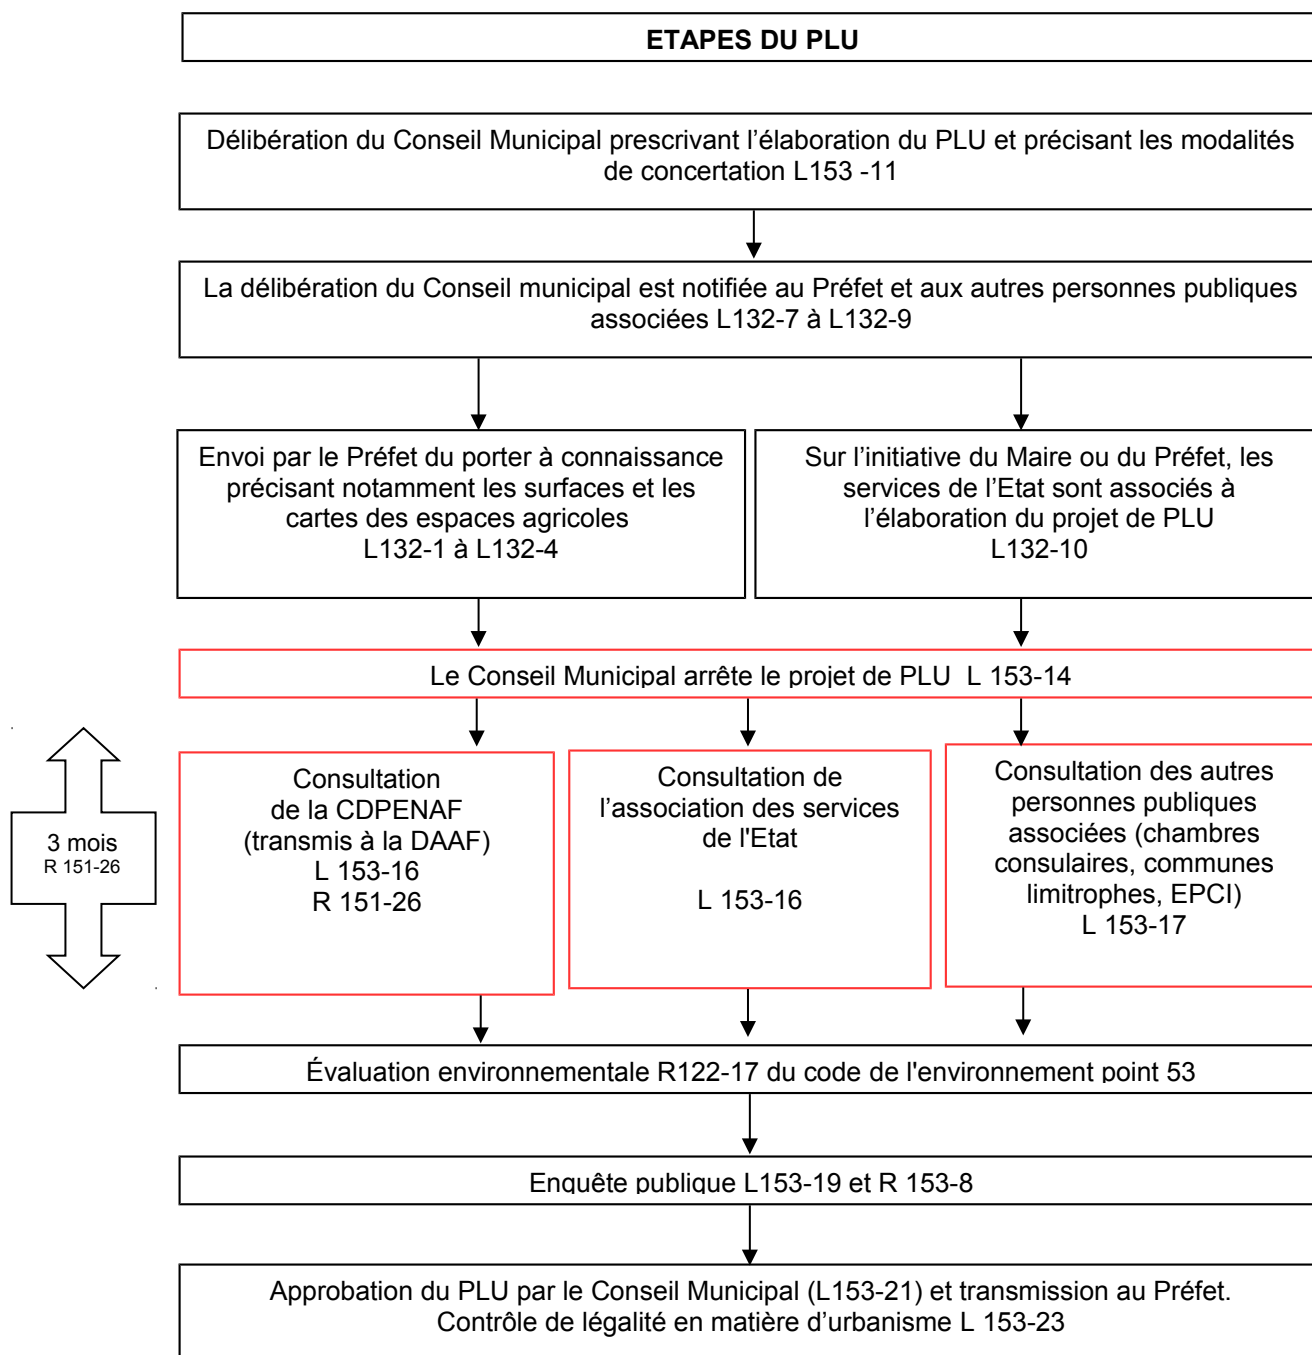 ETAPES DU PLU
Délibération du Conseil Municipal prescrivant l’élaboration du PLU et précisant les modalités
de concertation L153 -11
La délibération du Conseil municipal est notifiée au Préfet et aux autres personnes publiques
associées L132-7 à L132-9
Envoi par le Préfet du porter à connaissance
précisant notamment les surfaces et les
cartes des espaces agricoles
L132-1 à L132-4
Sur l’initiative du Maire ou du Préfet, les
services de l’Etat sont associés à
l’élaboration du projet de PLU
L132-10
Le Conseil Municipal arrête le projet de PLU L 153-14
3 mois
R 151-26
Consultation
de la CDPENAF
(transmis à la DAAF)
L 153-16
R 151-26
Consultation de
l’association des services
de l'Etat
L 153-16
Consultation des autres
personnes publiques
associées (chambres
consulaires, communes
limitrophes, EPCI)
L 153-17
Évaluation environnementale R122-17 du code de l'environnement point 53
Enquête publique L153-19 et R 153-8
Approbation du PLU par le Conseil Municipal (L153-21) et transmission au Préfet.
Contrôle de légalité en matière d’urbanisme L 153-23